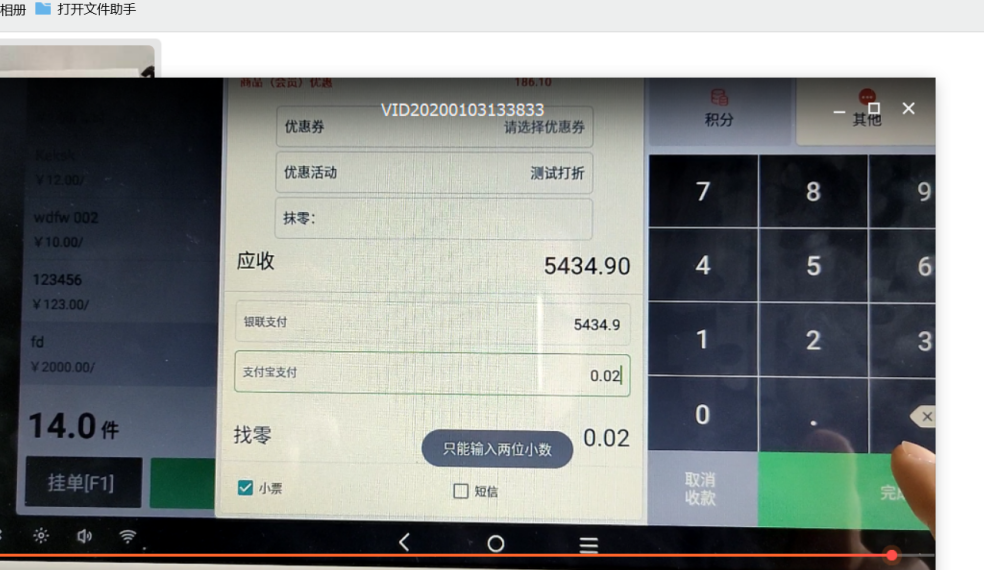 相册 打开文件助手
VID20200103133833
商品（会员）优惠 186.10
优惠券 请选择优惠券
优惠活动 测试打折
抹零：
应收 5434.90
银联支付 5434.9
支付宝支付 0.02
找零 0.02
只能输入两位小数
小票 短信
￥12.00/
wdfw 002
￥10.00/
123456
￥123.00/
fd
￥2000.00/
14.0 件
挂单[F1]
积分 其他
7 8 9
4 5 6
1 2 3
0 .
取消
收款